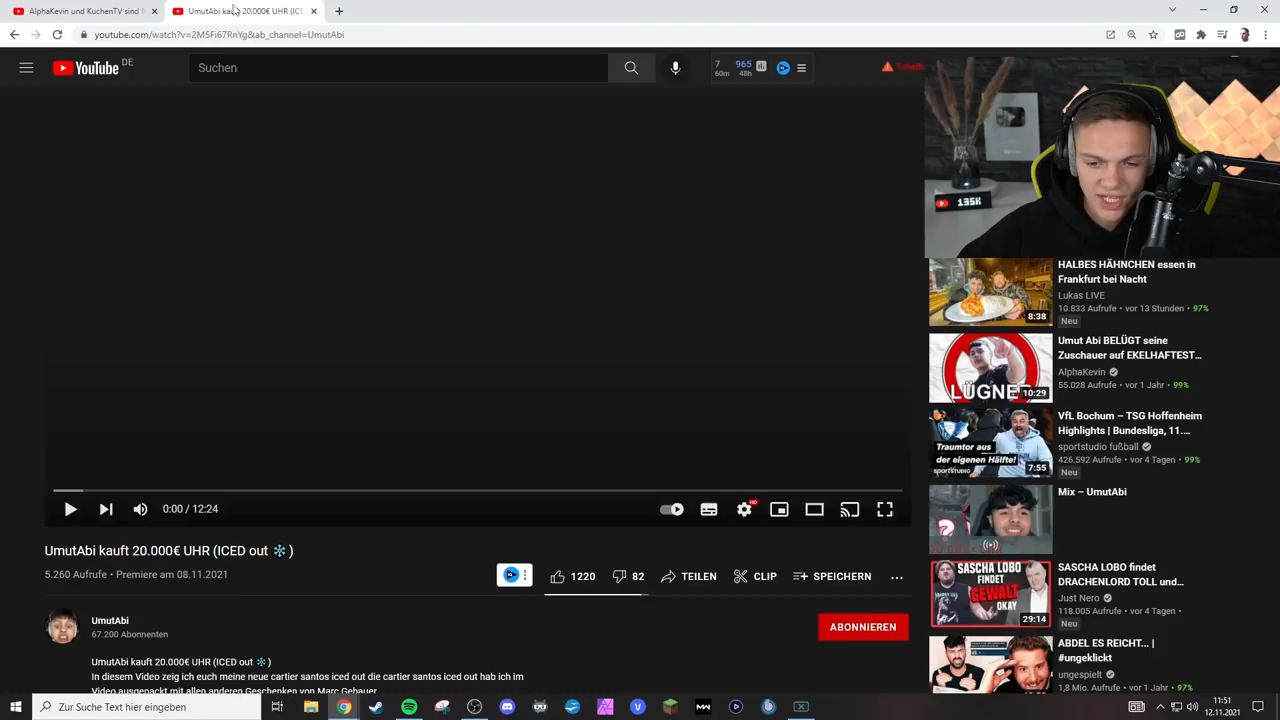 AlphaKevin und KuchenTV sind
UmutAbi kauft 20.000€ UHR (ICE
youtube.com/watch?v=2M5Fi67RnYg&ab_channel=UmutAbi
YouTube DE
Suchen
7
60m
965
48h
135K
0:00 / 12:24
HD
UmutAbi kauft 20.000€ UHR (ICED out ❄️)
5.260 Aufrufe • Premiere am 08.11.2021
1220
82
TEILEN
CLIP
SPEICHERN
UmutAbi
67.200 Abonnenten
ABONNIEREN
UmutAbi kauft 20.000€ UHR (ICED out ❄️)
In diesem Video zeig ich euch meine neue cartier santos iced out die cartier santos iced out hab ich im
Video ausgepackt mit allen anderen Geschenken von Marc Gebauer
8:38
HALBES HÄHNCHEN essen in
Frankfurt bei Nacht
Lukas LIVE
10.833 Aufrufe • vor 13 Stunden • 97%
Neu
LÜGNER
10:29
Umut Abi BELÜGT seine
Zuschauer auf EKELHAFTEST...
AlphaKevin
55.028 Aufrufe • vor 1 Jahr • 99%
Traumtor aus
der eigenen Hälfte!
SPORTSTUDIO
7:55
VfL Bochum – TSG Hoffenheim
Highlights | Bundesliga, 11....
sportstudio fußball
426.592 Aufrufe • vor 4 Tagen • 99%
Neu
Mix – UmutAbi
SASCHA LOBO
FINDET
GEWALT
OKAY
29:14
SASCHA LOBO findet
DRACHENLORD TOLL und...
Just Nero
118.005 Aufrufe • vor 4 Tagen •
Neu
ABDEL ES REICHT... |
#ungeklickt
ungespielt
1,8 Mio. Aufrufe • vor 1 Jahr • 97%
Zur Suche Text hier eingeben
11:51
12.11.2021